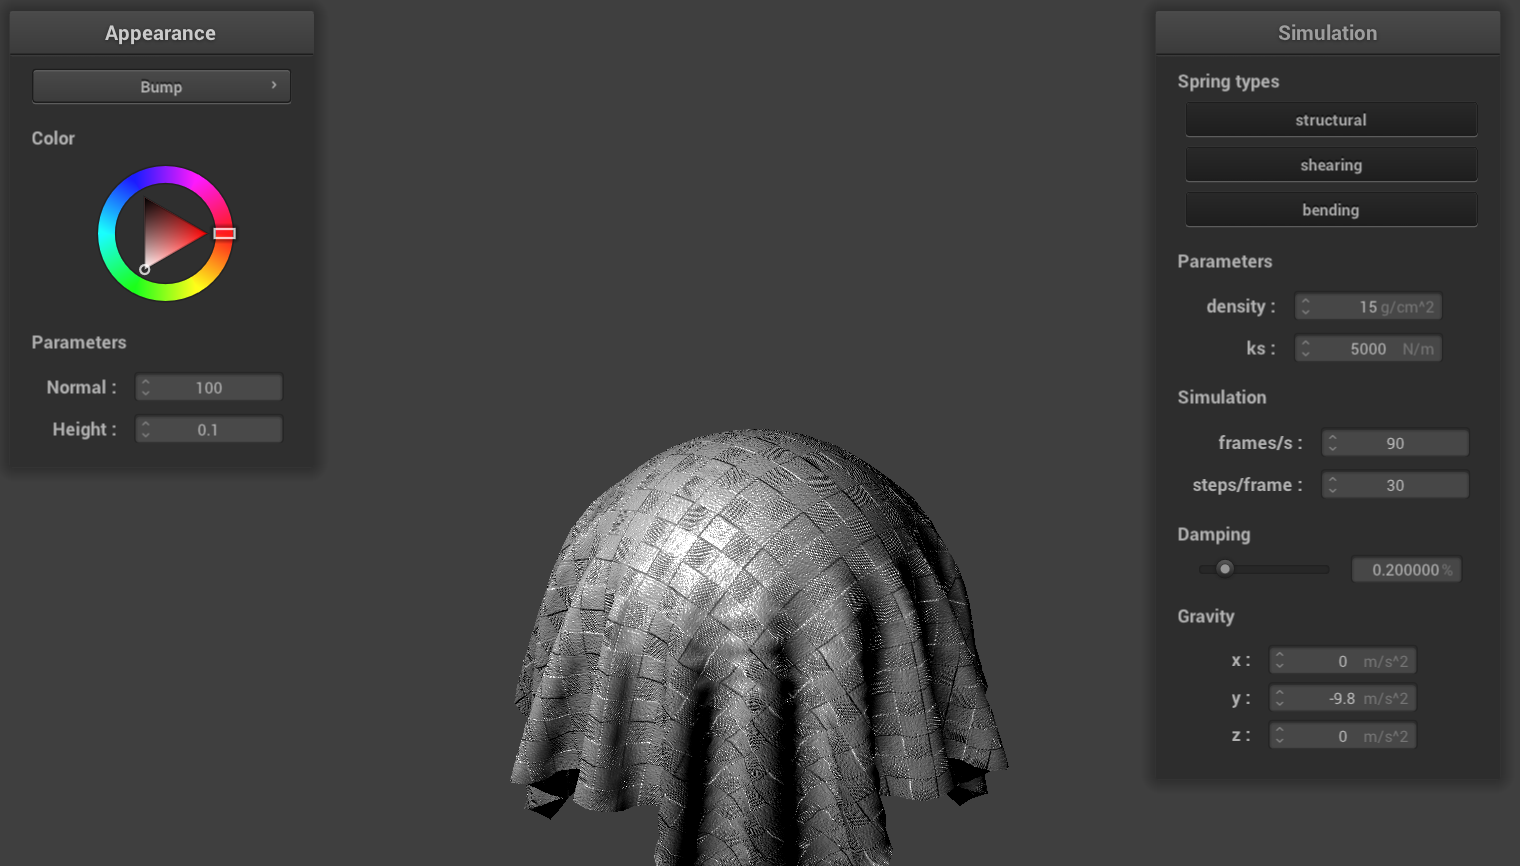 Appearance
Bump
Color
Parameters
Normal : 100
Height : 0.1
Simulation
Spring types
structural
shearing
bending
Parameters
density : 15 g/cm^2
ks : 5000 N/m
Simulation
frames/s : 90
steps/frame : 30
Damping
0.200000 %
Gravity
x : 0 m/s^2
y : -9.8 m/s^2
z : 0 m/s^2